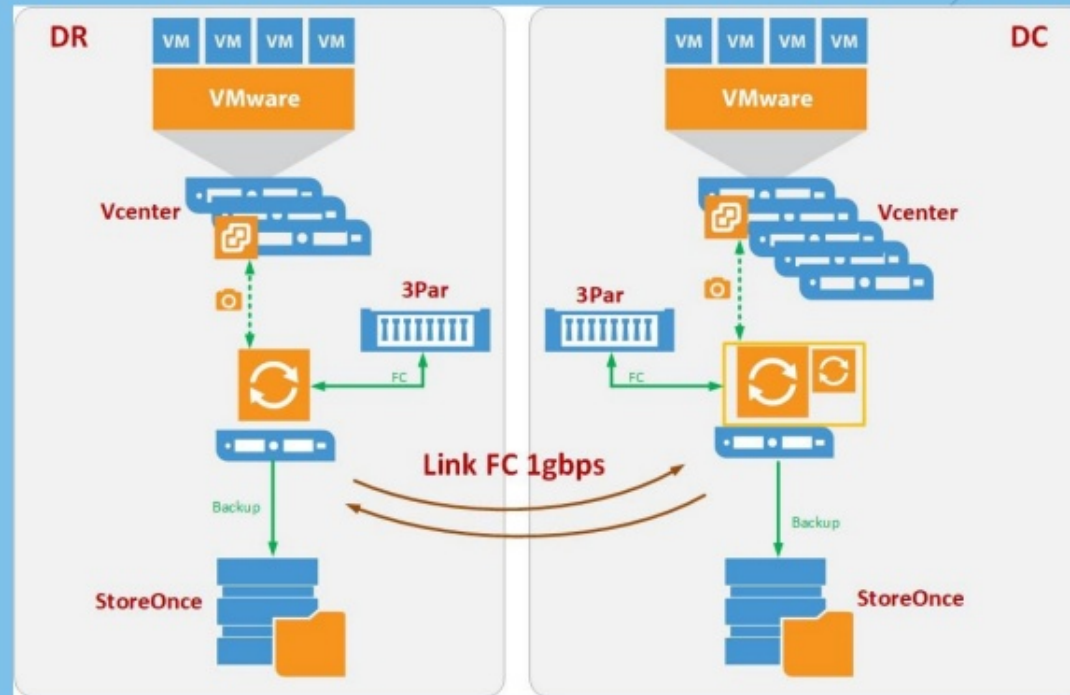 DR
VM VM VM VM
VMware
Vcenter
3Par
FC
Backup
StoreOnce
Link FC 1gbps
DC
VM VM VM VM
VMware
Vcenter
3Par
FC
Backup
StoreOnce